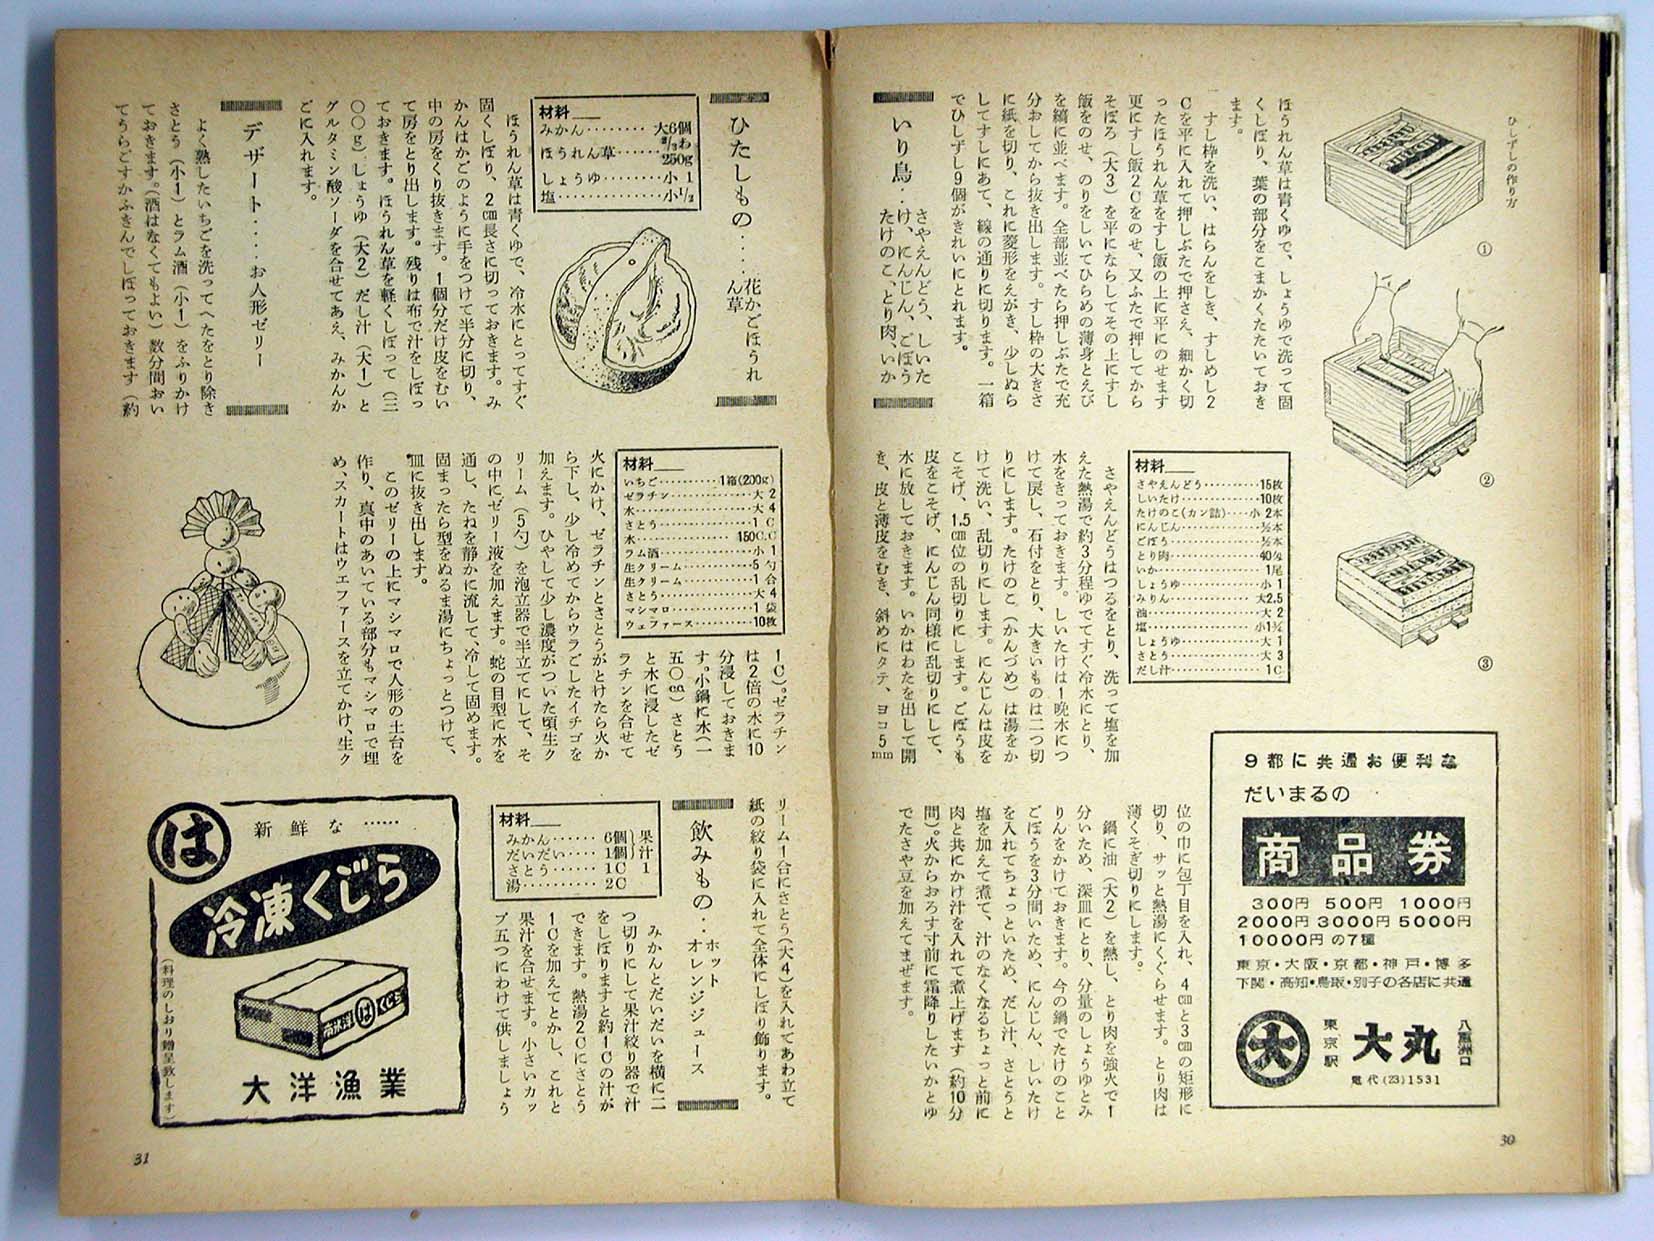 ひしずしの作り方
①
②
③
ほうれん草は青くゆで、しょうゆで洗って固
くしぼり、葉の部分をこまかくたたいておき
ます。
すし枠を洗い、はらんをしき、すしめし2
Cを平に入れて押しぶたで押さえ、細かく切
ったほうれん草をすし飯の上に平にのせます
更にすし飯2Cをのせ、又ふたで押してから
そぼろ(大3)を平にならしてその上にすし
飯をのせ、のりをしいてひらめの薄身とえび
を縞に並べます。全部並べたら押しぶたで充
分おしてから抜き出します。すし枠の大きさ
に紙を切り、これに菱形をえがき、少しぬら
してすしにあて、線の通りに切ります。一箱
でひしずし9個がきれいにとれます。
いり鳥‥
さやえんどう、しいた
け、にんじん、ごぼう
たけのこ、とり肉、いか
材料
さやえんどう………15枚
しいたけ………10枚
たけのこ(カン詰)…小2本
にんじん………½本
ごぼう………½本
とり肉………40匁
いか………1尾
しょうゆ………小1
みりん………大2.5
油………大2
塩………小1½
しょうゆ………大1
さとう………大3
だし汁………1C
さやえんどうはつるをとり、洗って塩を加
えた熱湯で約3分程ゆでてすぐ冷水にとり、
水をきっておきます。しいたけは1晩水につ
けて戻し、石付をとり、大きいものは二つ切
りにします。たけのこ(かんづめ)は湯をか
けて洗い、乱切りにします。にんじんは皮を
こそげ、1.5cm位の乱切りにします。ごぼうも
皮をこそげ、にんじん同様に乱切りにして、
水に放しておきます。いかはわたを出して開
き、皮と薄皮をむき、斜めにタテ、ヨコ5mm
位の巾に包丁目を入れ、4cmと3cmの矩形に
切り、サッと熱湯にくぐらせます。とり肉は
薄くそぎ切りにします。
鍋に油(大2)を熱し、とり肉を強火で1
分いため、深皿にとり、分量のしょうゆとみ
りんをかけておきます。今の鍋でたけのこと
ごぼうを3分間いため、にんじん、しいたけ
を入れてちょっといため、だし汁、さとうと
塩を加えて煮て、汁のなくなるちょっと前に
肉と共にかけ汁を入れて煮上げます(約10分
間)。火からおろす寸前に霜降りしたいかとゆ
でたさや豆を加えてまぜます。
9都に共通お便利な
だいまるの
商品券
300円 500円 1000円
2000円 3000円 5000円
10000円 の7種
東京・大阪・京都・神戸・博多
下関・高知・鳥取・別子の各店に共通
大
東京駅
大丸
八重洲口
電代(23)1531
30
ひたしもの‥‥
花かごほうれ
ん草
材料
みかん………大6個
ほうれん草………⅔わ
250g
しょうゆ………小1
塩………小½
ほうれん草は青くゆで、冷水にとってすぐ
固くしぼり、2cm長さに切っておきます。み
かんはかどのように手をつけて半分に切り、
中の房をくり抜きます。1個分だけ皮をむい
て房をとり出します。残りは布で汁をしぼっ
ておきます。ほうれん草を軽くしぼって(三
〇〇g)しょうゆ(大2)だし汁(大1)と
グルタミン酸ソーダを合せてあえ、みかんか
ごに入れます。
デザート‥‥お人形ゼリー
よく熟したいちごを洗ってへたをとり除き
さとう(小1)とラム酒(小1)をふりかけ
ておきます。(酒はなくてもよい)数分間おい
てうらごすかふきんでしぼっておきます(約
材料
いちご………1箱(200g)
ゼラチン………大2
水………大4
さとう………1C
水………150C.C
ラム酒………小1
生クリーム………5勺
生クリーム………1合
さとう………大4
マシマロ………1袋
ウェファース………10枚
1C)。ゼラチン
は2倍の水に10
分浸しておきま
す。小鍋に水(一
五〇㏄)さとう
と水に浸したゼ
ラチンを合せて
火にかけ、ゼラチンとさとうがとけたら火か
ら下し、少し冷めてからウラごしたイチゴを
加えます。ひやして少し濃度がついた頃生ク
リーム(5勺)を泡立器で半立てにして、そ
の中にゼリー液を加えます。蛇の目型に水を
通し、たねを静かに流して、冷して固めます。
固まったら型をぬるま湯にちょっとつけて、
皿に抜き出します。
このゼリーの上にマシマロで人形の土台を
作り、真中のあいている部分もマシマロで埋
め、スカートはウエファースを立てかけ、生ク
リーム1合にさとう(大4)を入れてあわ立て
紙の絞り袋に入れて全体にしぼり飾ります。
飲みもの‥
ホット
オレンジジュース
材料
みかん……6個
だいだい……1個
果汁1
さとう……1C
湯………2C
みかんとだいだいを横に二
つ切りにして果汁絞り器で汁
をしぼりますと約1Cの汁が
できます。熱湯2Cにさとう
1Cを加えてとかし、これと
果汁を合せます。小さいカッ
プ五つにわけて供しましょう
は
新鮮な……
冷凍くじら
は
くじら
大洋漁業
(料理のしおり贈呈致します)
31